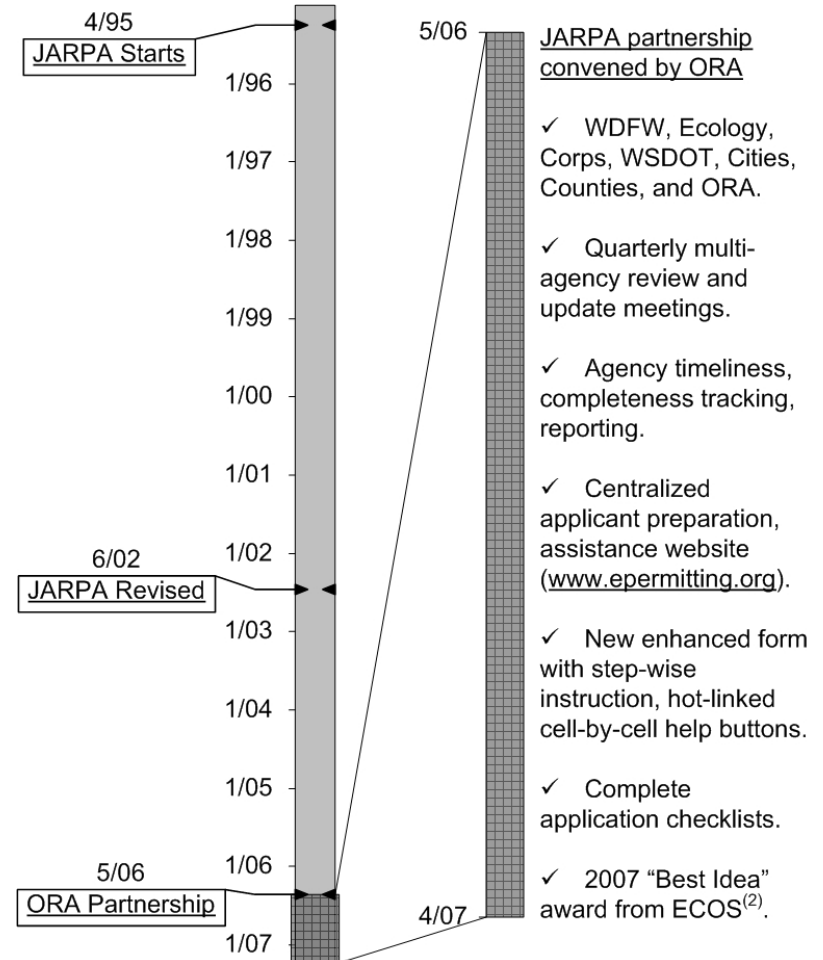 4/95
JARPA Starts
1/96
1/97
1/98
1/99
1/00
1/01
1/02
6/02
JARPA Revised
1/03
1/04
1/05
1/06
5/06
ORA Partnership
1/07
5/06
4/07
JARPA partnership
convened by ORA
✓ WDFW, Ecology,
Corps, WSDOT, Cities,
Counties, and ORA.
✓ Quarterly multi-
agency review and
update meetings.
✓ Agency timeliness,
completeness tracking,
reporting.
✓ Centralized
applicant preparation,
assistance website
(www.epermitting.org).
✓ New enhanced form
with step-wise
instruction, hot-linked
cell-by-cell help buttons.
✓ Complete
application checklists.
✓ 2007 “Best Idea”
award from ECOS(2).